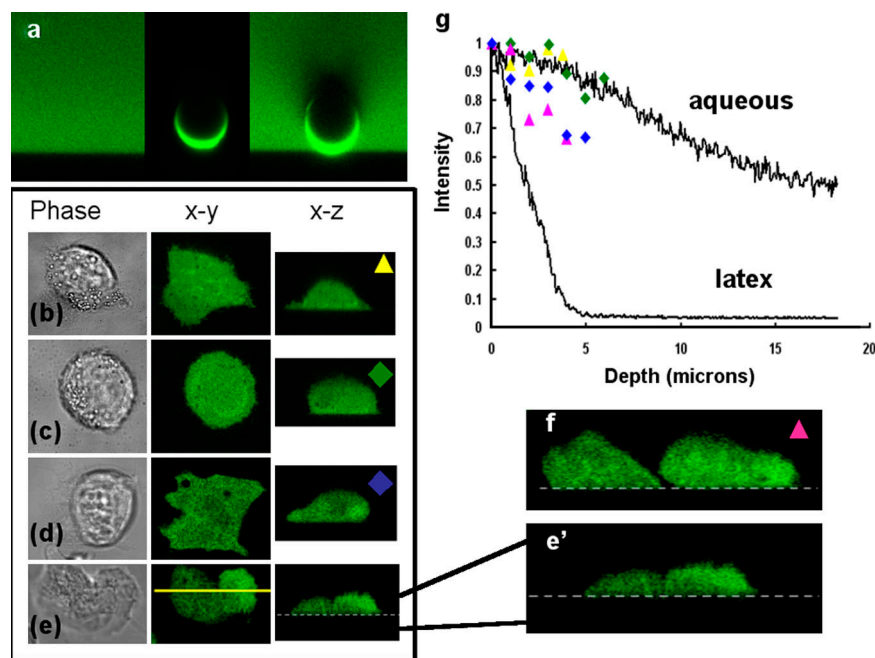 a
Phase x-y x-z
(b)
(c)
(d)
(e)
g
1
0.9
0.8
0.7
0.6
0.5
0.4
0.3
0.2
0.1
0
Intensity
aqueous
latex
0 5 10 15 20
Depth (microns)
f
e'